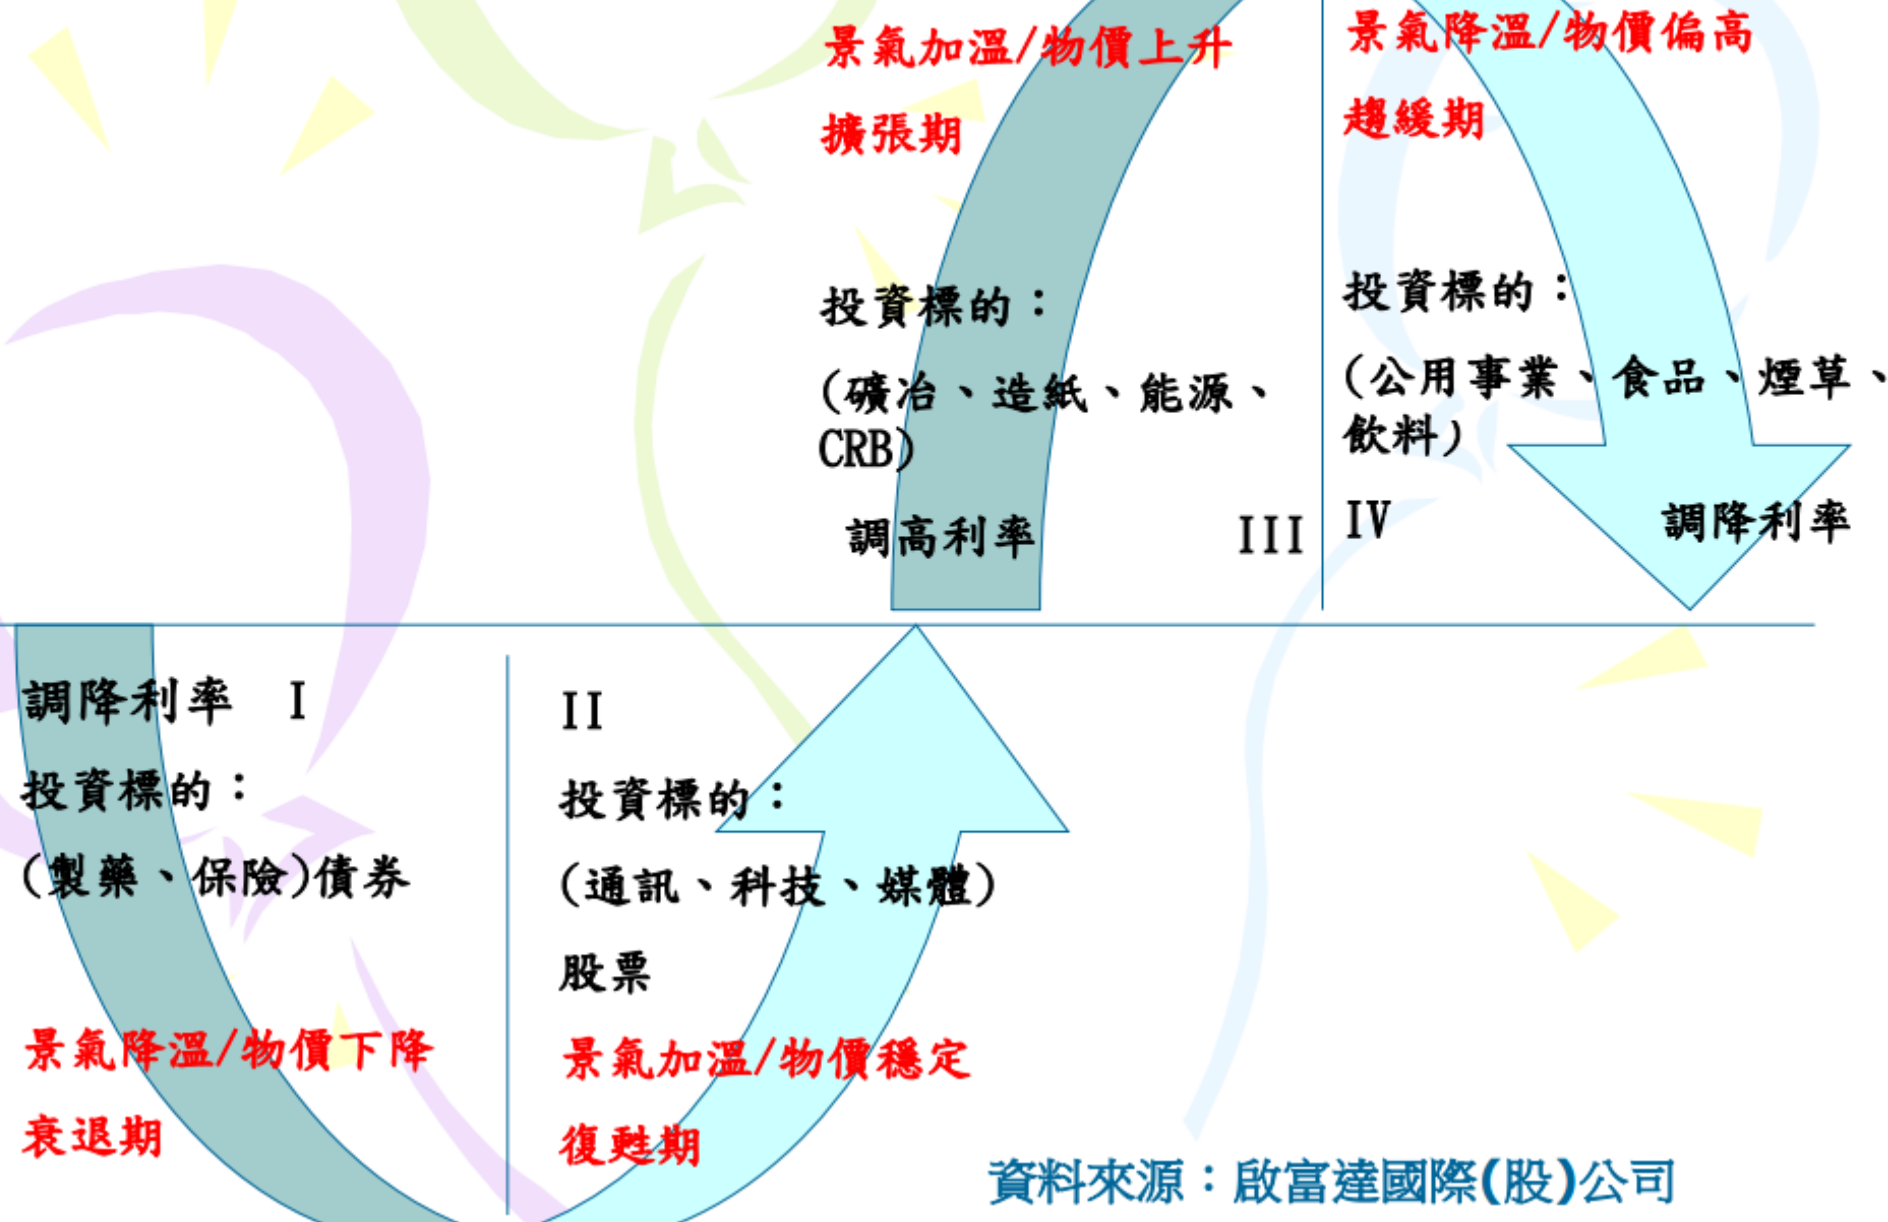 景氣加溫/物價上升
擴張期
投資標的：
(礦冶、造紙、能源、
CRB)
調高利率 III
景氣降溫/物價偏高
趨緩期
投資標的：
(公用事業、食品、煙草、
飲料)
IV 調降利率
調降利率 I
投資標的：
(製藥、保險)債券
景氣降溫/物價下降
衰退期
II
投資標的：
(通訊、科技、媒體)
股票
景氣加溫/物價穩定
復甦期
資料來源：啟富達國際(股)公司